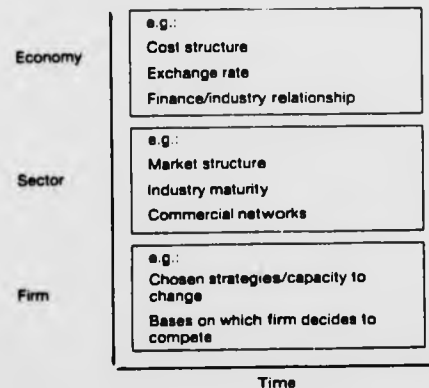 Economy
e.g.:
Cost structure
Exchange rate
Finance/industry relationship
Sector
e.g.:
Market structure
Industry maturity
Commercial networks
Firm
e.g.:
Chosen strategies/capacity to
change
Bases on which firm decides to
compete
Time